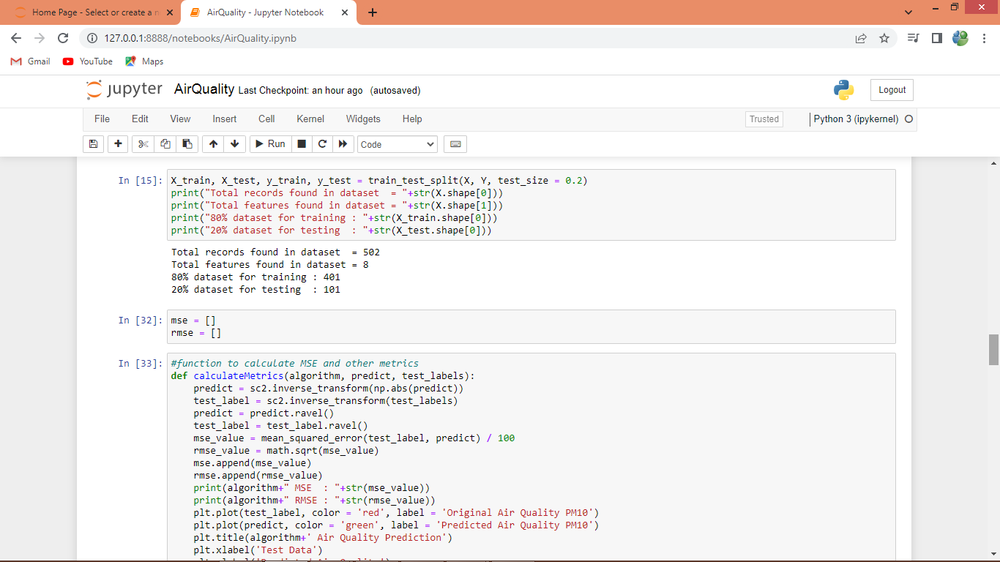 Home Page - Select or create a n
AirQuality - Jupyter Notebook
127.0.0.1:8888/notebooks/AirQuality.ipynb
Gmail YouTube Maps
jupyter AirQuality Last Checkpoint: an hour ago (autosaved)
Logout
File Edit View Insert Cell Kernel Widgets Help
Trusted
Python 3 (ipykernel)
Run
Code
In [15]: X_train, X_test, y_train, y_test = train_test_split(X, Y, test_size = 0.2)
print("Total records found in dataset  = "+str(X.shape[0]))
print("Total features found in dataset = "+str(X.shape[1]))
print("80% dataset for training : "+str(X_train.shape[0]))
print("20% dataset for testing  : "+str(X_test.shape[0]))
Total records found in dataset  = 502
Total features found in dataset = 8
80% dataset for training : 401
20% dataset for testing  : 101
In [32]: mse = []
rmse = []
In [33]: #function to calculate MSE and other metrics
def calculateMetrics(algorithm, predict, test_labels):
    predict = sc2.inverse_transform(np.abs(predict))
    test_label = sc2.inverse_transform(test_labels)
    predict = predict.ravel()
    test_label = test_label.ravel()
    mse_value = mean_squared_error(test_label, predict) / 100
    rmse_value = math.sqrt(mse_value)
    mse.append(mse_value)
    rmse.append(rmse_value)
    print(algorithm+" MSE  : "+str(mse_value))
    print(algorithm+" RMSE : "+str(rmse_value))
    plt.plot(test_label, color = 'red', label = 'Original Air Quality PM10')
    plt.plot(predict, color = 'green', label = 'Predicted Air Quality PM10')
    plt.title(algorithm+' Air Quality Prediction')
    plt.xlabel('Test Data')